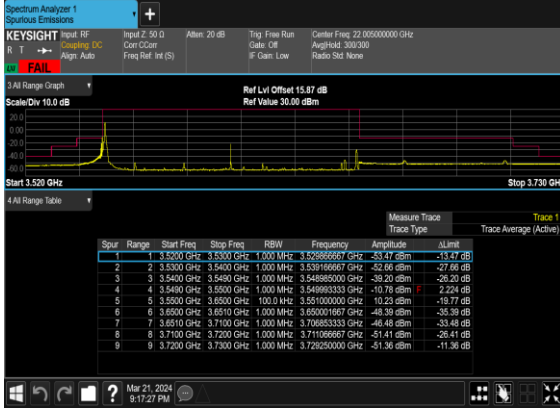 Spectrum Analyzer 1
Spurious Emissions
+
KEYSIGHT Input: RF Input Z: 50 Ω Atten: 20 dB Trig: Free Run Center Freq: 22.005000000 GHz
R T Coupling: DC Corr CCorr Gate: Off Avg|Hold: 300/300
Align: Auto Freq Ref: Int (S) IF Gain: Low Radio Std: None
FAIL
3 All Range Graph Ref Lvl Offset 15.87 dB
Scale/Div 10.0 dB Ref Value 30.00 dBm
20.0
0.00
-20.0
-40.0
-60.0
Start 3.520 GHz Stop 3.730 GH
4 All Range Table
Measure Trace Trace 1
Trace Type Trace Average (Active)
Spur Range Start Freq Stop Freq RBW Frequency Amplitude ΔLimit
1 1 3.5200 GHz 3.5300 GHz 1.000 MHz 3.529866667 GHz -53.47 dBm -13.47 dB
2 2 3.5300 GHz 3.5400 GHz 1.000 MHz 3.539166667 GHz -52.66 dBm -27.66 dB
3 3 3.5400 GHz 3.5490 GHz 1.000 MHz 3.548985000 GHz -39.20 dBm -26.20 dB
4 4 3.5490 GHz 3.5500 GHz 1.000 MHz 3.549993333 GHz -10.78 dBm F 2.224 dB
5 5 3.5500 GHz 3.6500 GHz 100.0 kHz 3.551000000 GHz 10.23 dBm -19.77 dB
6 6 3.6500 GHz 3.6510 GHz 1.000 MHz 3.650001667 GHz -48.39 dBm -35.39 dB
7 7 3.6510 GHz 3.7100 GHz 1.000 MHz 3.706853333 GHz -46.48 dBm -33.48 dB
8 8 3.7100 GHz 3.7200 GHz 1.000 MHz 3.711066667 GHz -51.41 dBm -26.41 dB
9 9 3.7200 GHz 3.7300 GHz 1.000 MHz 3.729250000 GHz -51.36 dBm -11.36 dB
? Mar 21, 2024
9:17:27 PM